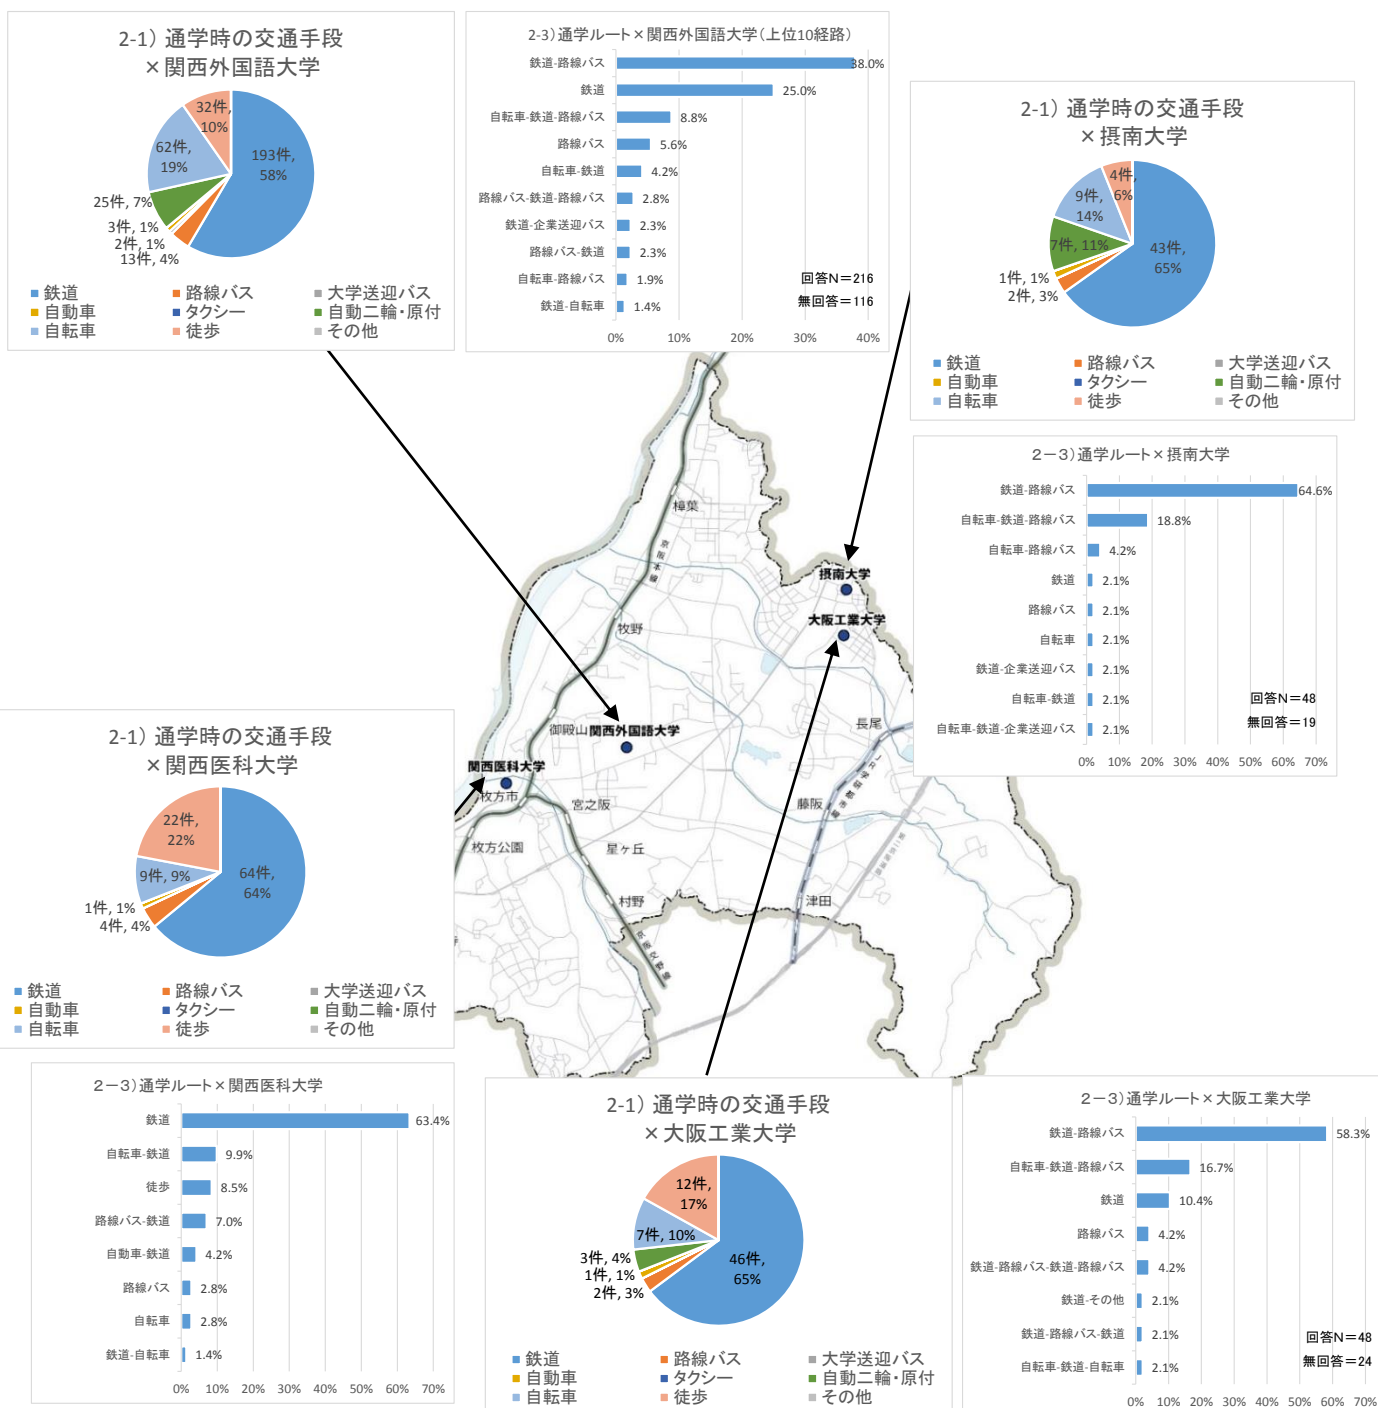 2-1) 通学時の交通手段
×関西外国語大学
32件,
10%
62件,
19%
193件,
58%
25件, 7%
3件, 1%
2件, 1%
13件, 4%
鉄道
路線バス
大学送迎バス
自動車
タクシー
自動二輪・原付
自転車
徒歩
その他
2-3)通学ルート×関西外国語大学(上位10経路)
鉄道-路線バス
38.0%
鉄道
25.0%
自転車-鉄道-路線バス
8.8%
路線バス
5.6%
自転車-鉄道
4.2%
路線バス-鉄道-路線バス
2.8%
鉄道-企業送迎バス
2.3%
路線バス-鉄道
2.3%
自転車-路線バス
1.9%
鉄道-自転車
1.4%
回答N=216
無回答=116
0% 10% 20% 30% 40%
2-1) 通学時の交通手段
×摂南大学
4件,
6%
9件,
14%
7件, 11%
43件,
65%
1件, 1%
2件, 3%
鉄道
路線バス
大学送迎バス
自動車
タクシー
自動二輪・原付
自転車
徒歩
その他
2-3)通学ルート×摂南大学
鉄道-路線バス
64.6%
自転車-鉄道-路線バス
18.8%
自転車-路線バス
4.2%
鉄道
2.1%
路線バス
2.1%
自転車
2.1%
鉄道-企業送迎バス
2.1%
自転車-鉄道
2.1%
自転車-鉄道-企業送迎バス
2.1%
回答N=48
無回答=19
0% 10% 20% 30% 40% 50% 60% 70%
樟葉
京阪本線
摂南大学
大阪工業大学
牧野
御殿山
関西外国語大学
長尾
関西医科大学
枚方市
宮之阪
藤阪
枚方公園
星ヶ丘
村野
津田
2-1) 通学時の交通手段
×関西医科大学
22件,
22%
9件, 9%
64件,
64%
1件, 1%
4件, 4%
鉄道
路線バス
大学送迎バス
自動車
タクシー
自動二輪・原付
自転車
徒歩
その他
2-3)通学ルート×関西医科大学
鉄道
63.4%
自転車-鉄道
9.9%
徒歩
8.5%
路線バス-鉄道
7.0%
自動車-鉄道
4.2%
路線バス
2.8%
自転車
2.8%
鉄道-自転車
1.4%
0% 10% 20% 30% 40% 50% 60% 70%
2-1) 通学時の交通手段
×大阪工業大学
12件,
17%
7件, 10%
3件, 4%
1件, 1%
2件, 3%
46件,
65%
鉄道
路線バス
大学送迎バス
自動車
タクシー
自動二輪・原付
自転車
徒歩
その他
2-3)通学ルート×大阪工業大学
鉄道-路線バス
58.3%
自転車-鉄道-路線バス
16.7%
鉄道
10.4%
路線バス
4.2%
鉄道-路線バス-鉄道-路線バス
4.2%
鉄道-その他
2.1%
鉄道-路線バス-鉄道
2.1%
自転車-鉄道-自転車
2.1%
回答N=48
無回答=24
0% 10% 20% 30% 40% 50% 60% 70%